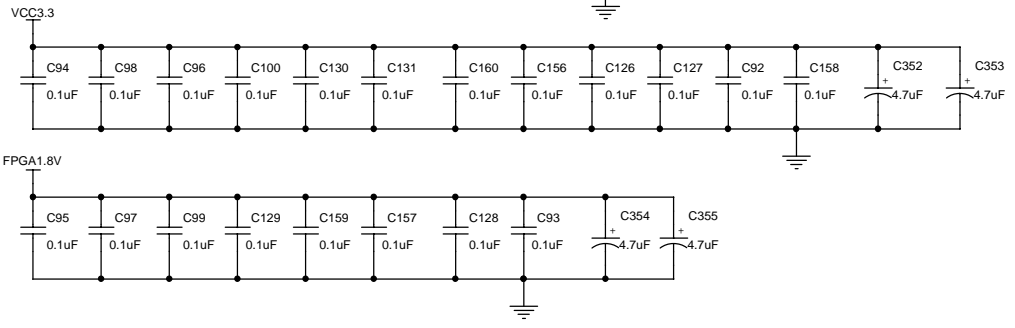 VCC3.3
C94 C98 C96 C100 C130 C131 C160 C156 C126 C127 C92 C158 C352 C353
+ +
0.1uF 0.1uF 0.1uF 0.1uF 0.1uF 0.1uF 0.1uF 0.1uF 0.1uF 0.1uF 0.1uF 0.1uF 4.7uF 4.7uF
FPGA1.8V
C95 C97 C99 C129 C159 C157 C128 C93 C354 C355
+ +
0.1uF 0.1uF 0.1uF 0.1uF 0.1uF 0.1uF 0.1uF 0.1uF 4.7uF 4.7uF